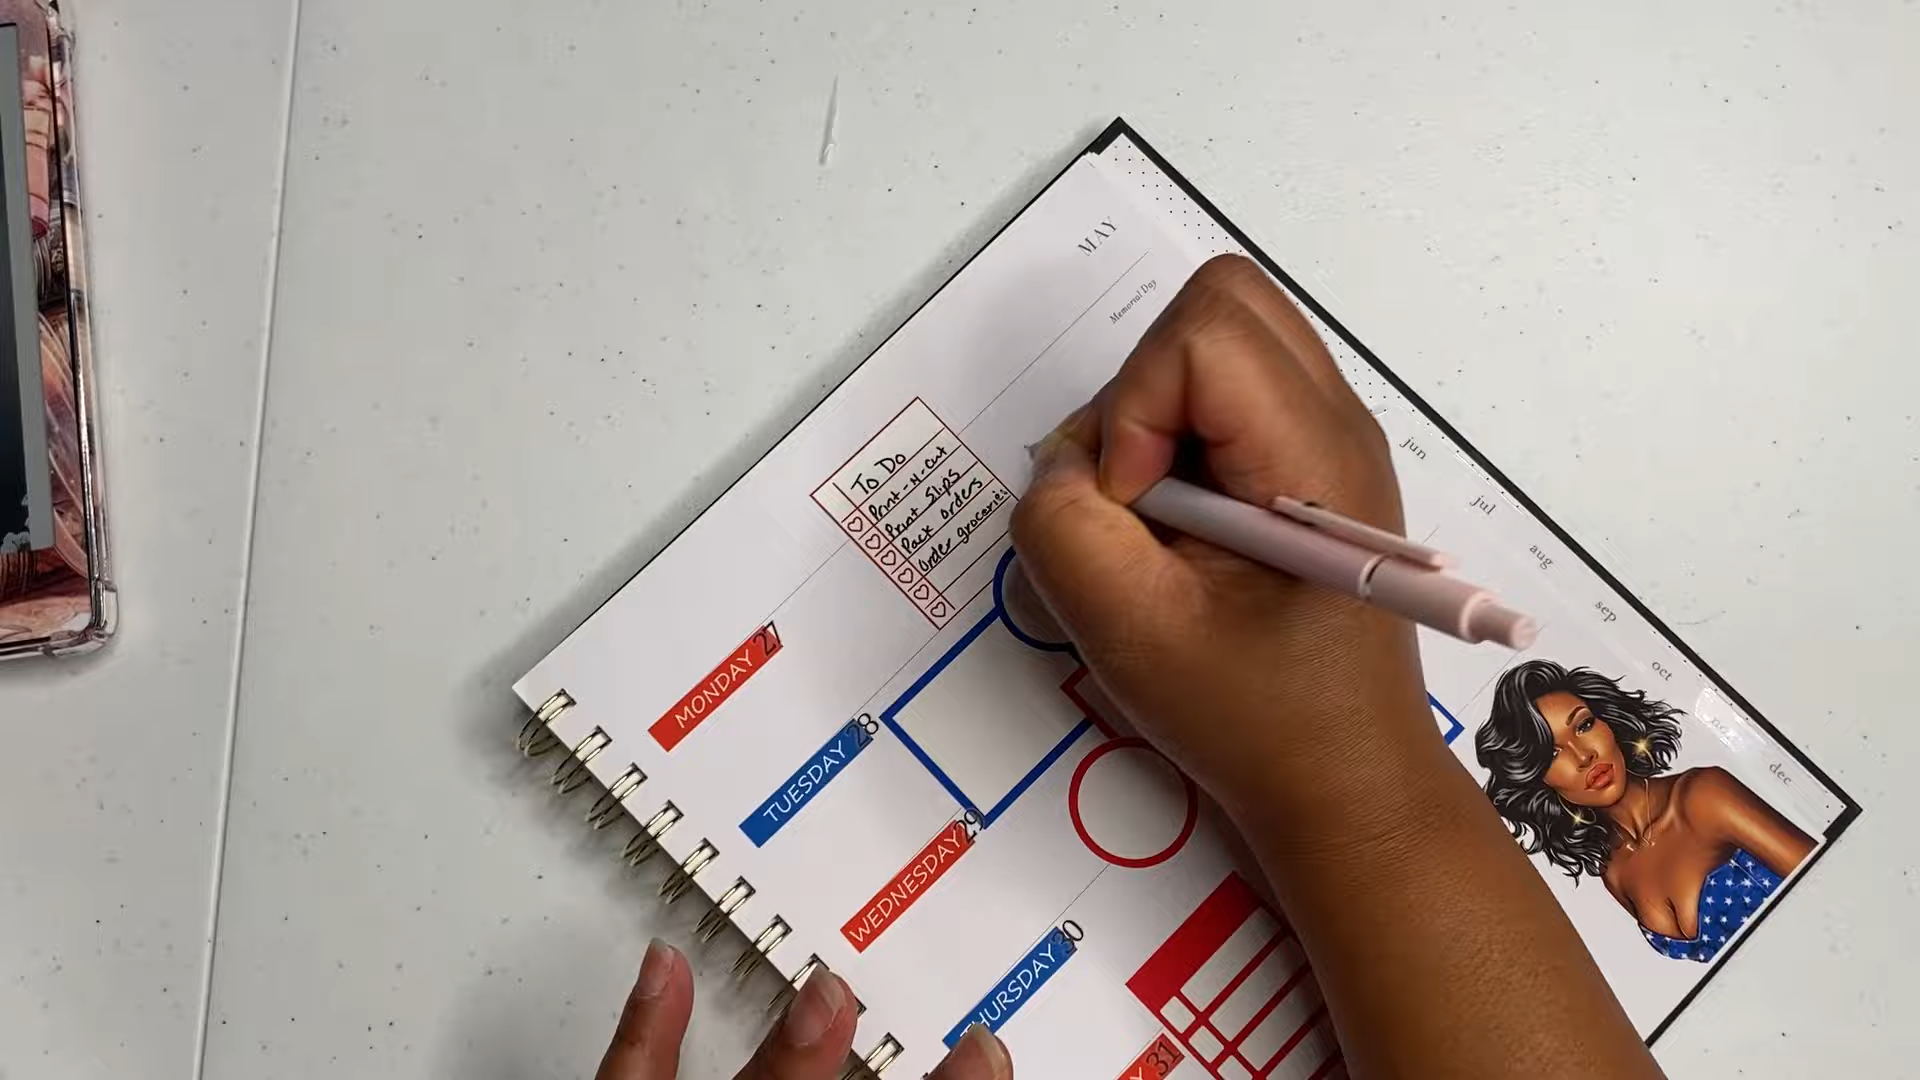 MAY
Memorial Day
To Do
Print-N-Cut
Print Slips
Pack orders
Order groceries
MONDAY 27
TUESDAY 28
WEDNESDAY 29
THURSDAY 30
Y 31
jun
jul
aug
sep
oct
nov
dec